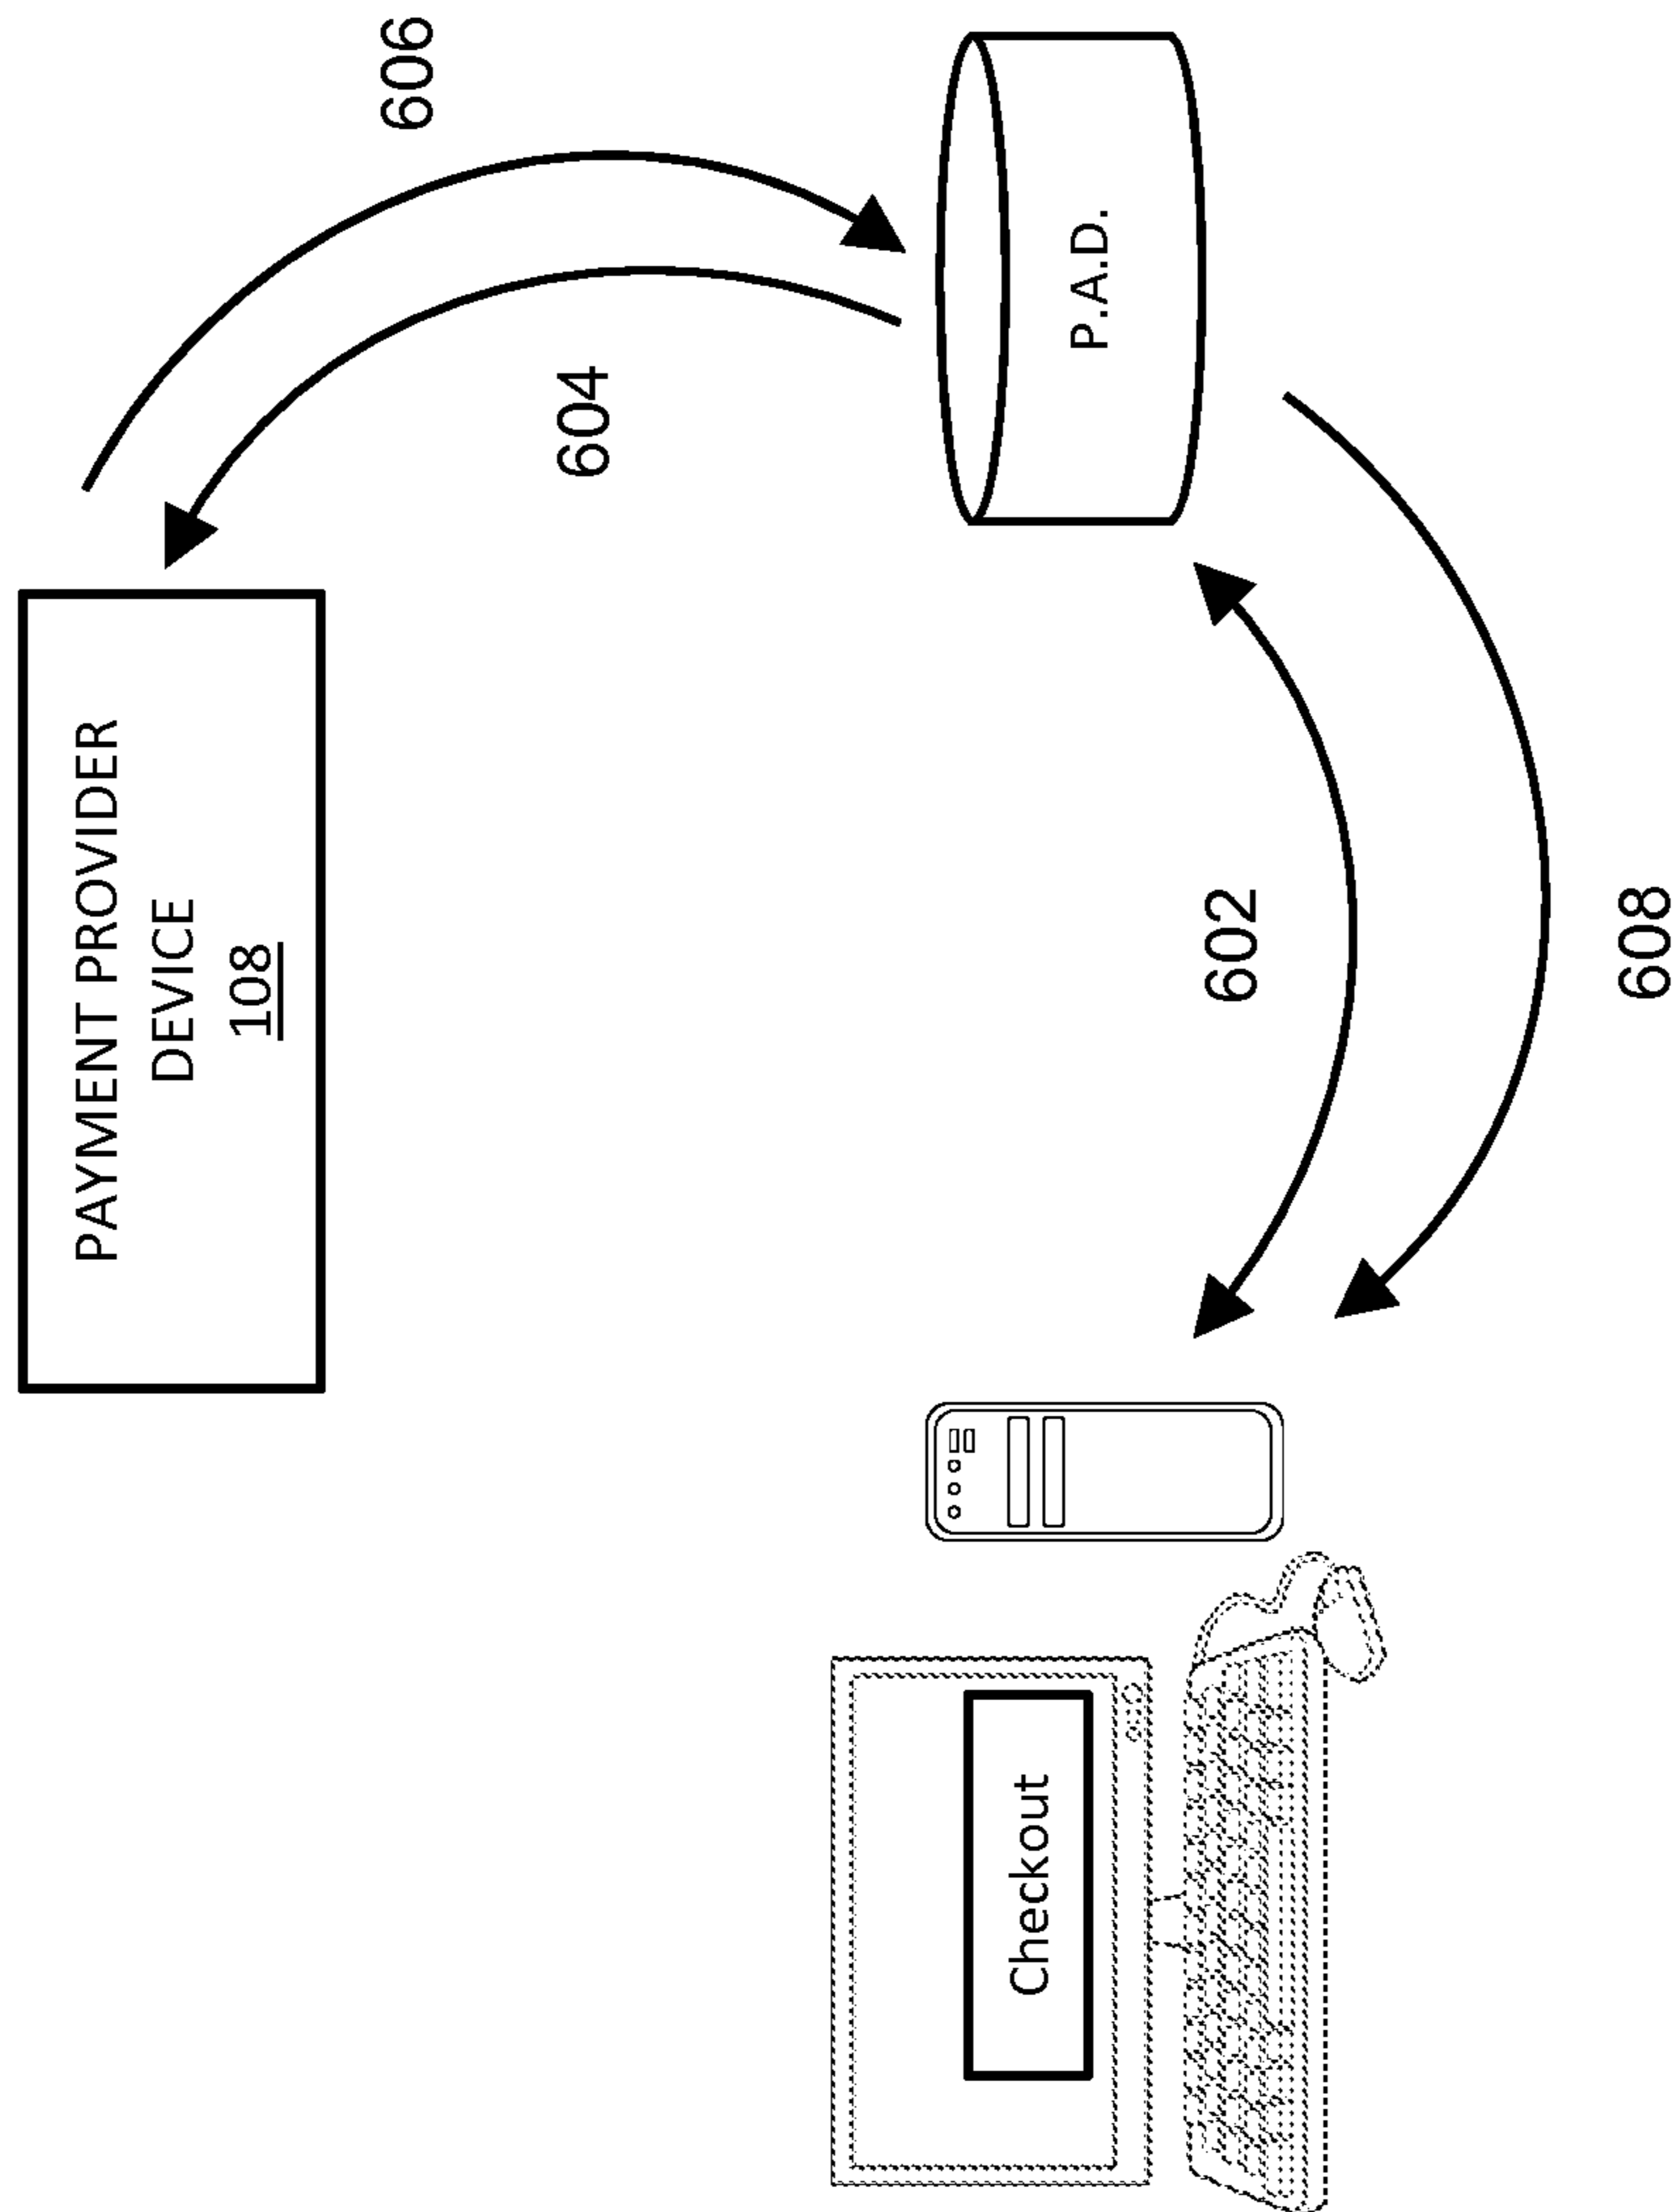 PAYMENT PROVIDER
DEVICE
108
606
604
P.A.D.
602
608
Checkout